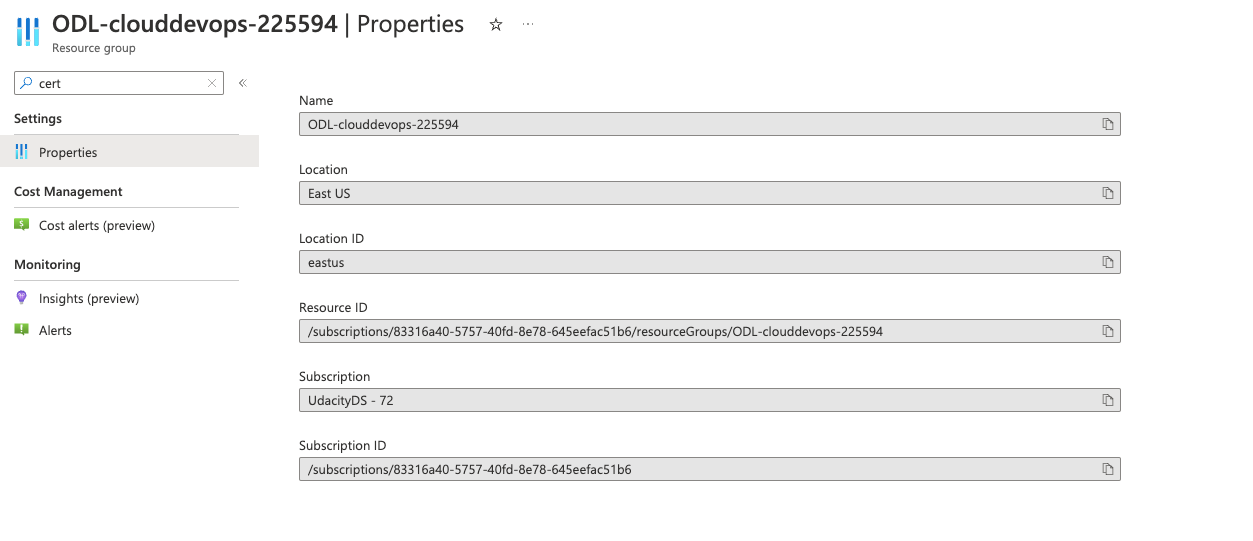 ODL-clouddevops-225594 | Properties
Resource group
cert
Settings
Properties
Cost Management
Cost alerts (preview)
Monitoring
Insights (preview)
Alerts
Name
ODL-clouddevops-225594
Location
East US
Location ID
eastus
Resource ID
/subscriptions/83316a40-5757-40fd-8e78-645eefac51b6/resourceGroups/ODL-clouddevops-225594
Subscription
UdacityDS - 72
Subscription ID
/subscriptions/83316a40-5757-40fd-8e78-645eefac51b6